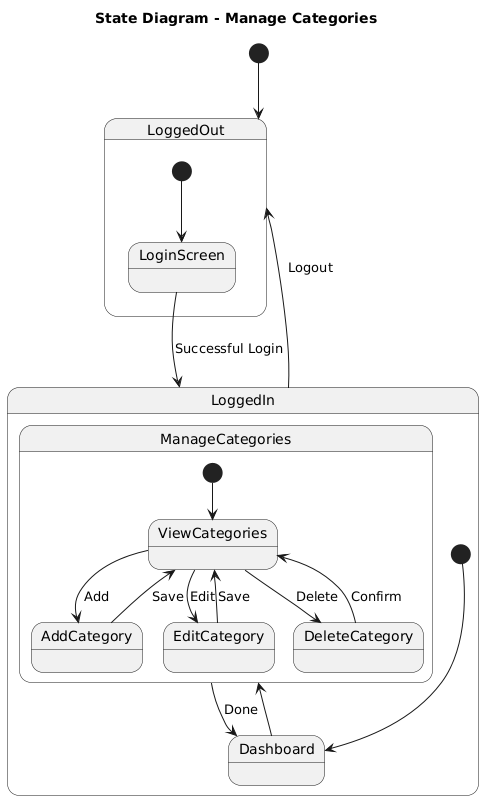 State Diagram - Manage Categories
LoggedOut
LoginScreen
Logout
Successful Login
LoggedIn
ManageCategories
ViewCategories
Add
Save
Edit
Save
Delete
Confirm
AddCategory
EditCategory
DeleteCategory
Done
Dashboard